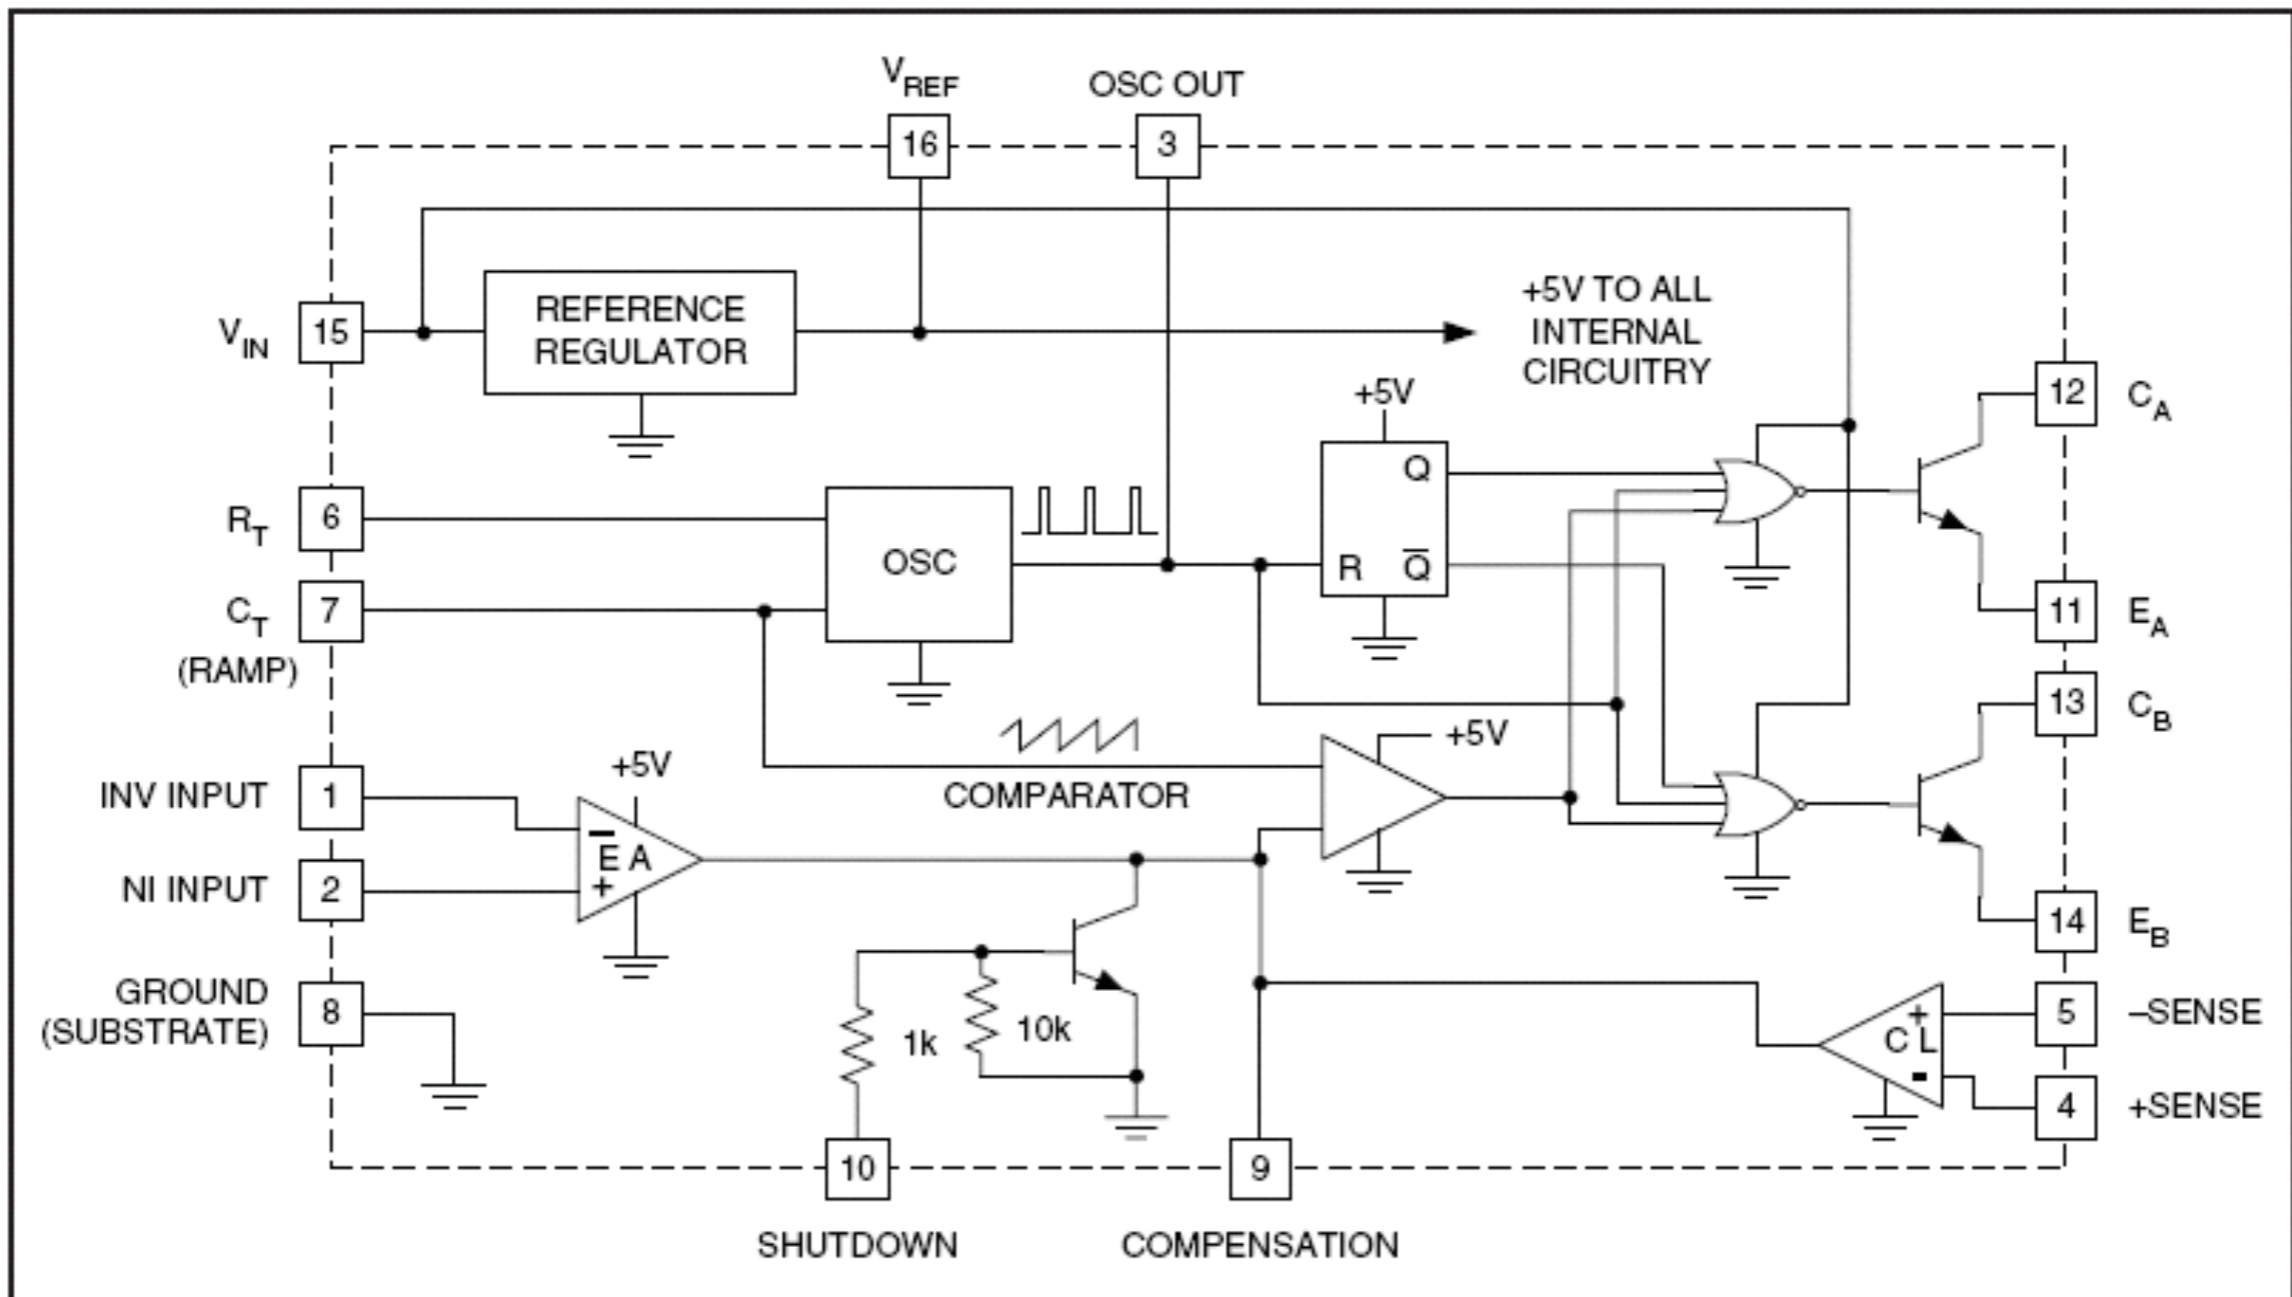 VREF
OSC OUT
16
3
VIN
15
REFERENCE
REGULATOR
+5V TO ALL
INTERNAL
CIRCUITRY
+5V
12
CA
RT
6
OSC
Q
R
Q̅
CT
7
(RAMP)
11
EA
13
CB
+5V
COMPARATOR
INV INPUT
1
+5V
−
E A
+
NI INPUT
2
14
EB
GROUND
(SUBSTRATE)
8
1k
10k
+
C L
-
5
–SENSE
4
+SENSE
10
9
SHUTDOWN
COMPENSATION